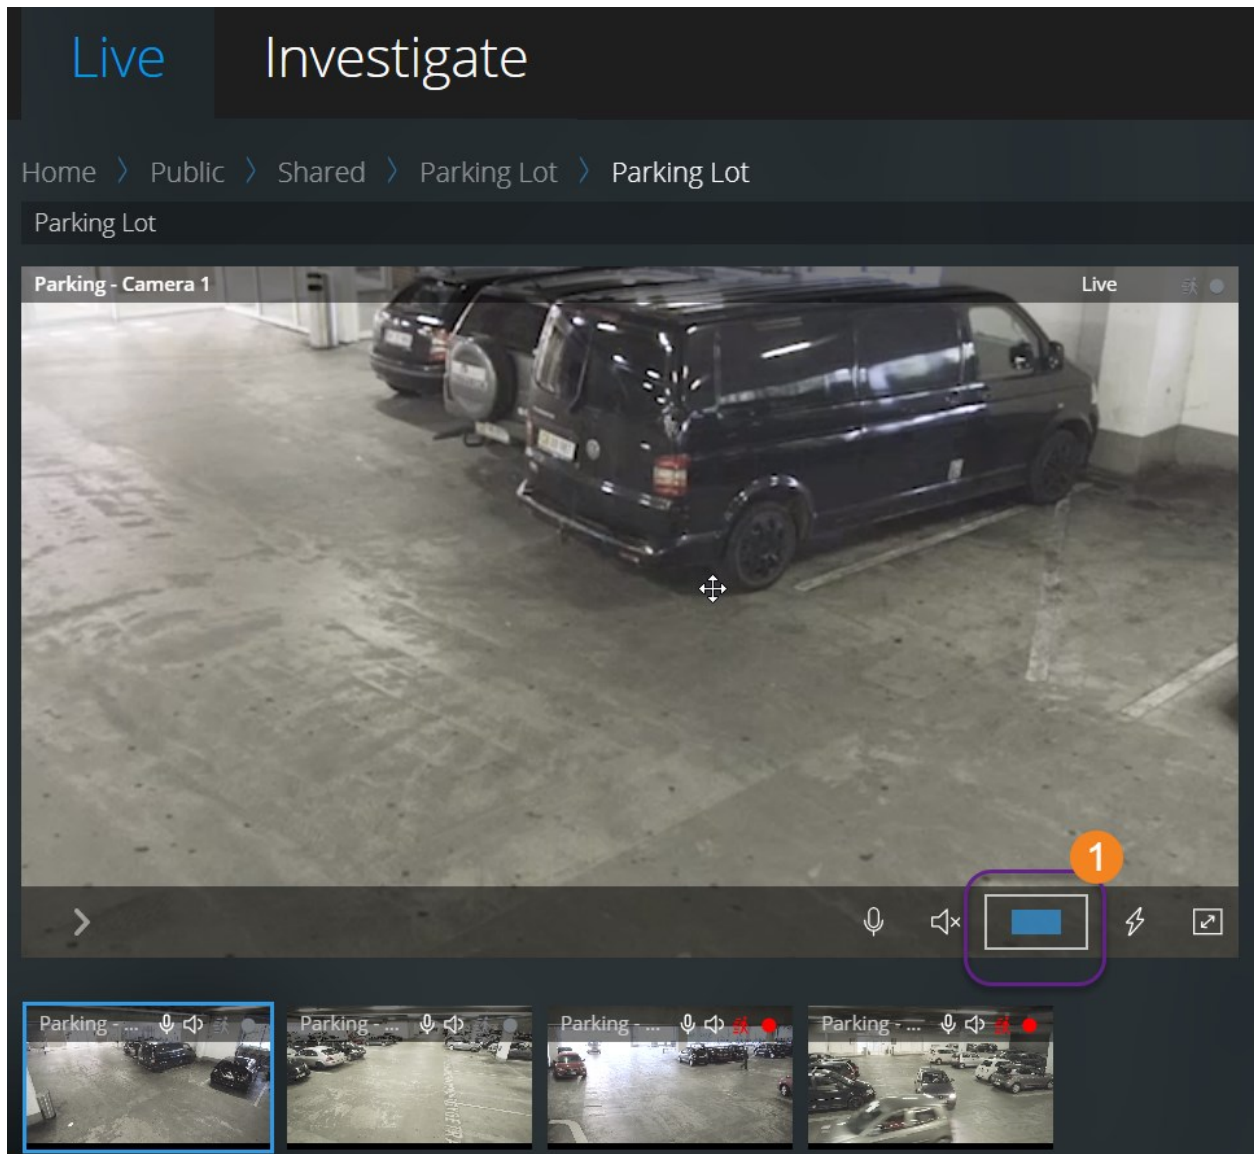 Live Investigate
Home > Public > Shared > Parking Lot > Parking Lot
Parking Lot
Parking - Camera 1 Live
1
Parking - ... Parking - ... Parking - ... Parking - ...